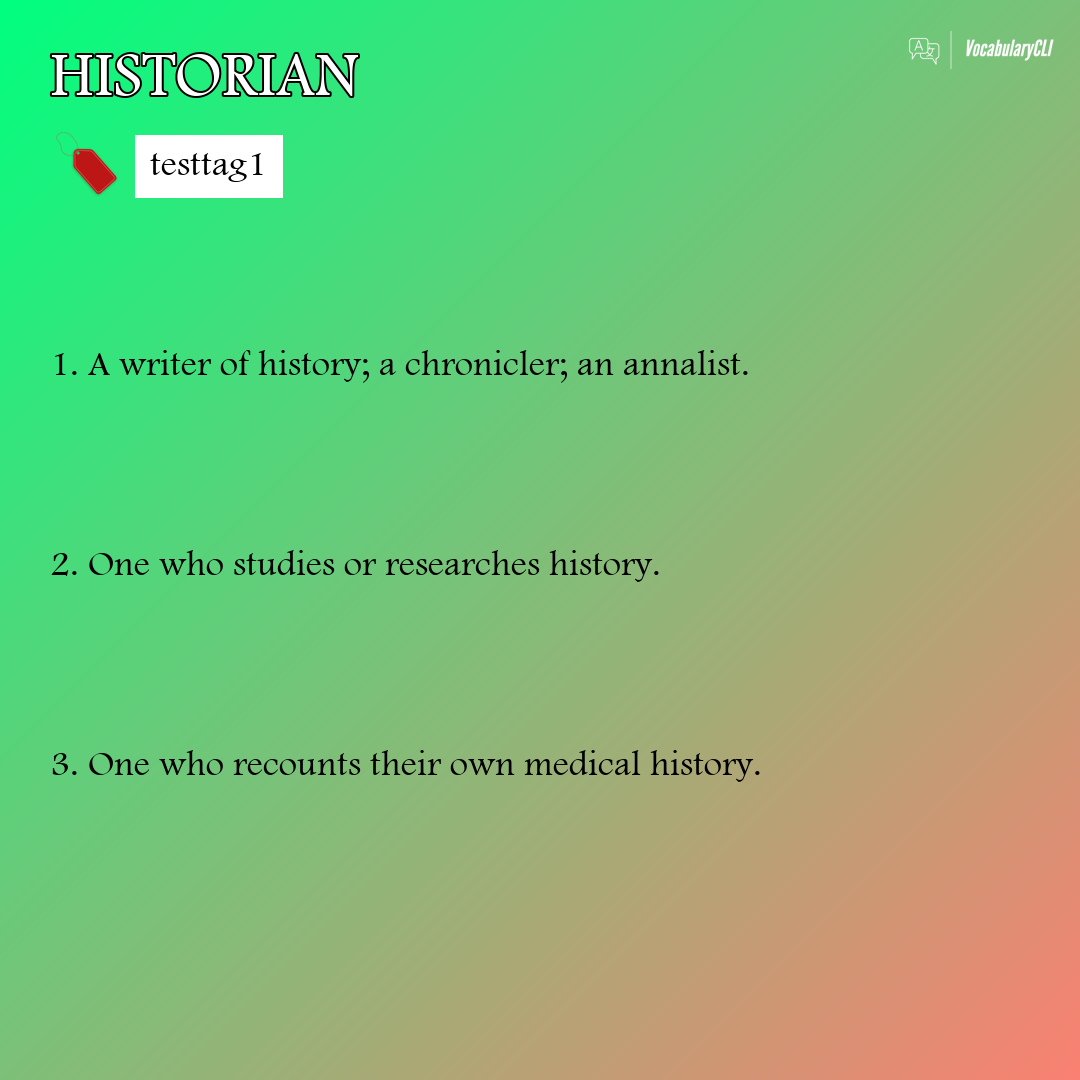 HISTORIAN
VocabularyCLI
testtag1
1. A writer of history; a chronicler; an annalist.
2. One who studies or researches history.
3. One who recounts their own medical history.